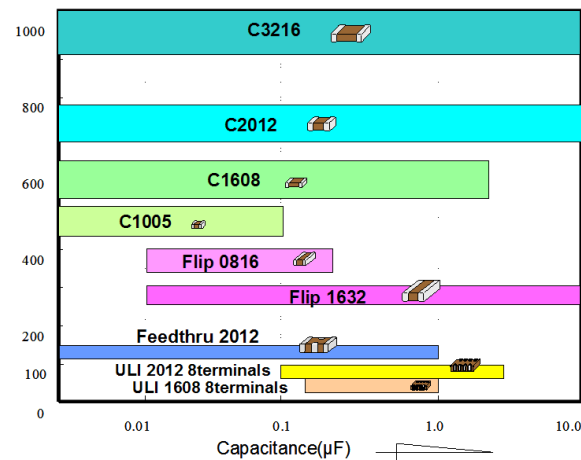 1000
C3216
800
C2012
600
C1608
C1005
400
Flip 0816
Flip 1632
200
Feedthru 2012
100
ULI 2012 8terminals
ULI 1608 8terminals
0
0.01 0.1 1.0 10.0
Capacitance(µF)